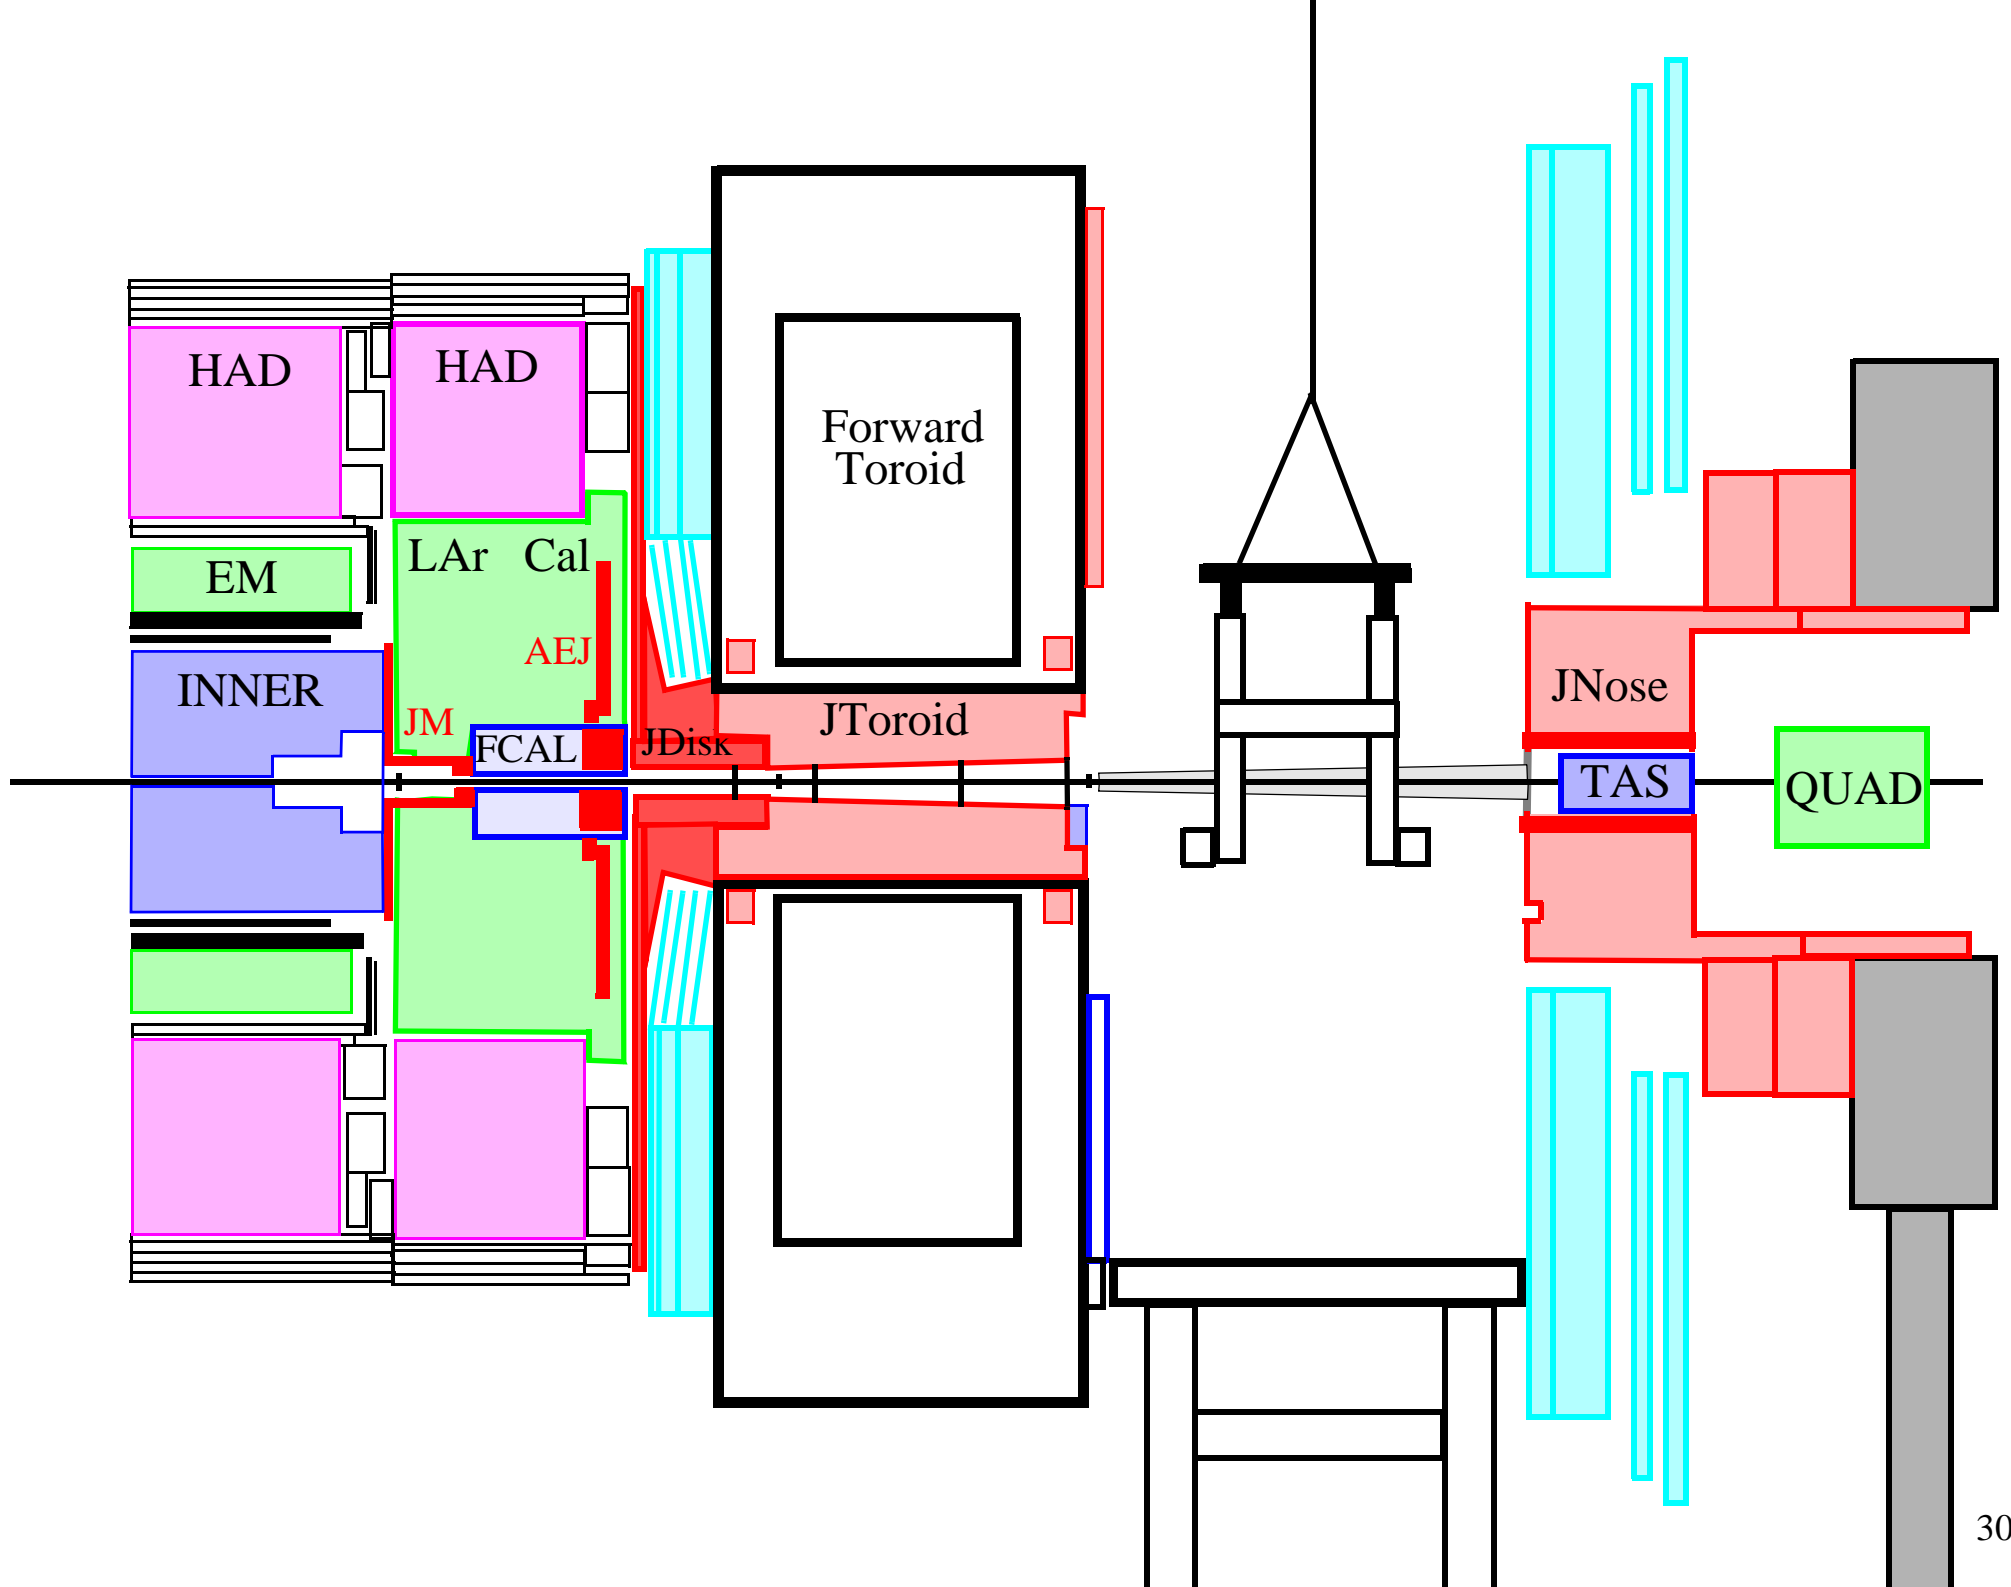 HAD
HAD
Forward
Toroid
LAr Cal
EM
AEJ
INNER
JM
JToroid
JNose
FCAL
JDisk
TAS
QUAD
30